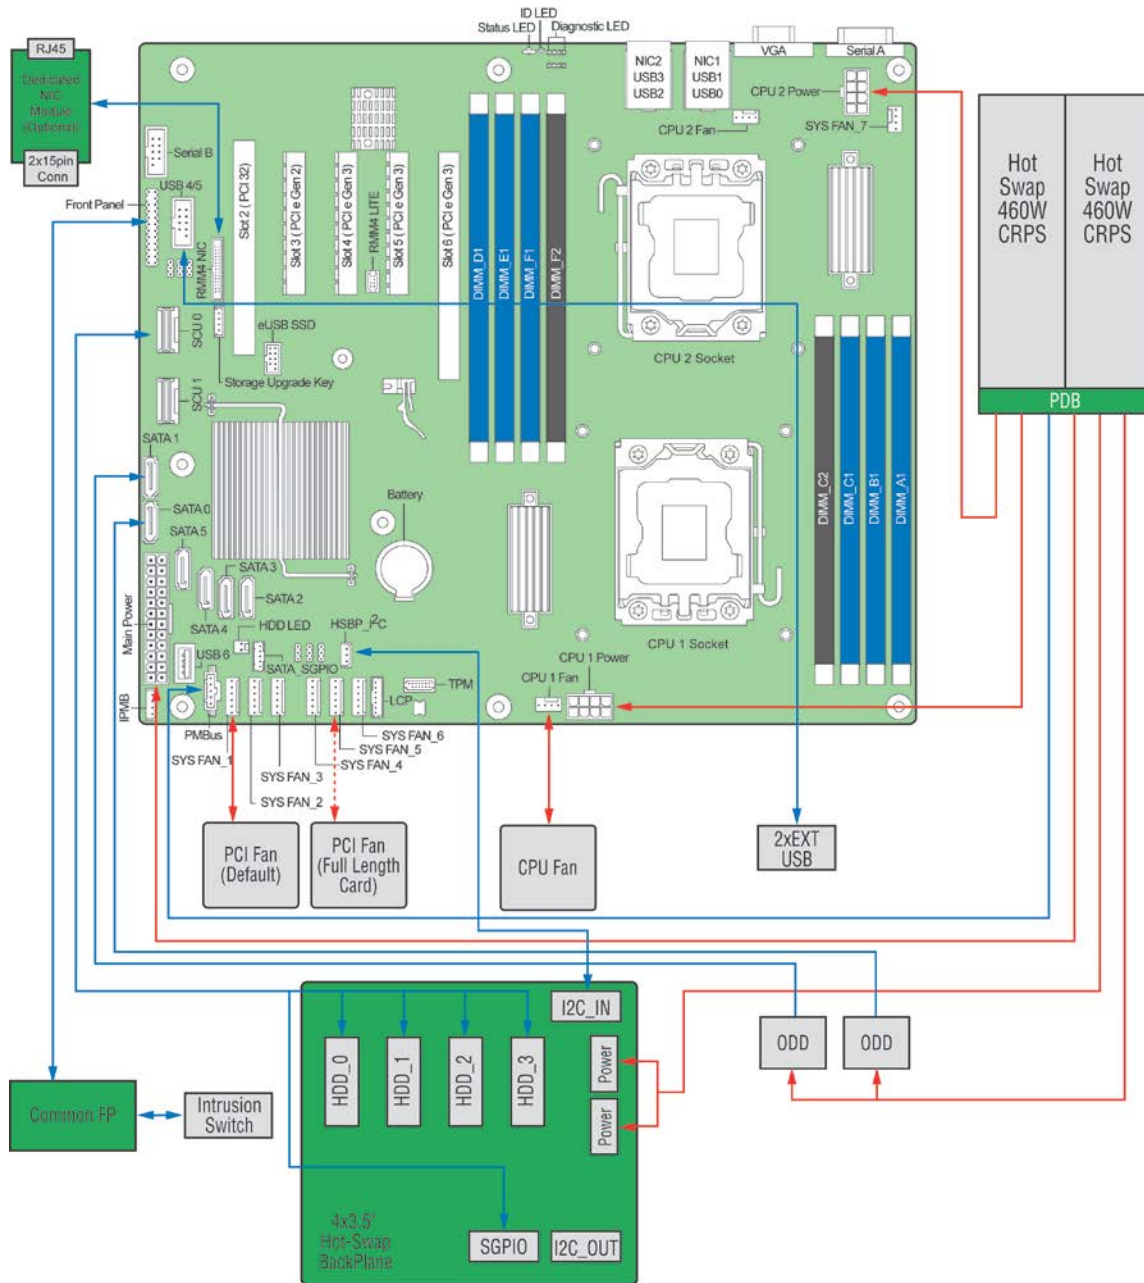 ID LED
Status LED
Diagnostic LED
RJ45
Dedicated
NIC
Module
(Optional)
2x15pin
Conn
NIC2
USB3
USB2
NIC1
USB1
USB0
VGA
Serial A
CPU 2 Power
CPU 2 Fan
SYS FAN_7
Hot
Swap
460W
CRPS
Hot
Swap
460W
CRPS
PDB
Serial B
USB 4/5
Front Panel
RMM4 NIC
Slot 2 ( PCI 32)
Slot 3 ( PCI e Gen 2)
Slot 4 ( PCI e Gen 3)
RMM4 LITE
Slot 5 ( PCI e Gen 3)
Slot 6 ( PCI e Gen 3)
DIMM_D1
DIMM_E1
DIMM_F1
DIMM_F2
CPU 2 Socket
SCU 0
eUSB SSD
Storage Upgrade Key
SCU 1
SATA 1
SATA 0
SATA 5
SATA 3
SATA 2
SATA 4
Battery
DIMM_C2
DIMM_C1
DIMM_B1
DIMM_A1
CPU 1 Socket
Main Power
HDD LED
HSBP_I²C
USB 6
SATA_SGPIO
TPM
LCP
CPU 1 Power
CPU 1 Fan
IPMB
PMBus
SYS FAN_1
SYS FAN_6
SYS FAN_5
SYS FAN_4
SYS FAN_3
SYS FAN_2
PCI Fan
(Default)
PCI Fan
(Full Length
Card)
CPU Fan
2xEXT
USB
I2C_IN
HDD_0
HDD_1
HDD_2
HDD_3
Power
Power
ODD
ODD
Common FP
Intrusion
Switch
4x3.5"
Hot-Swap
BackPlane
SGPIO
I2C_OUT